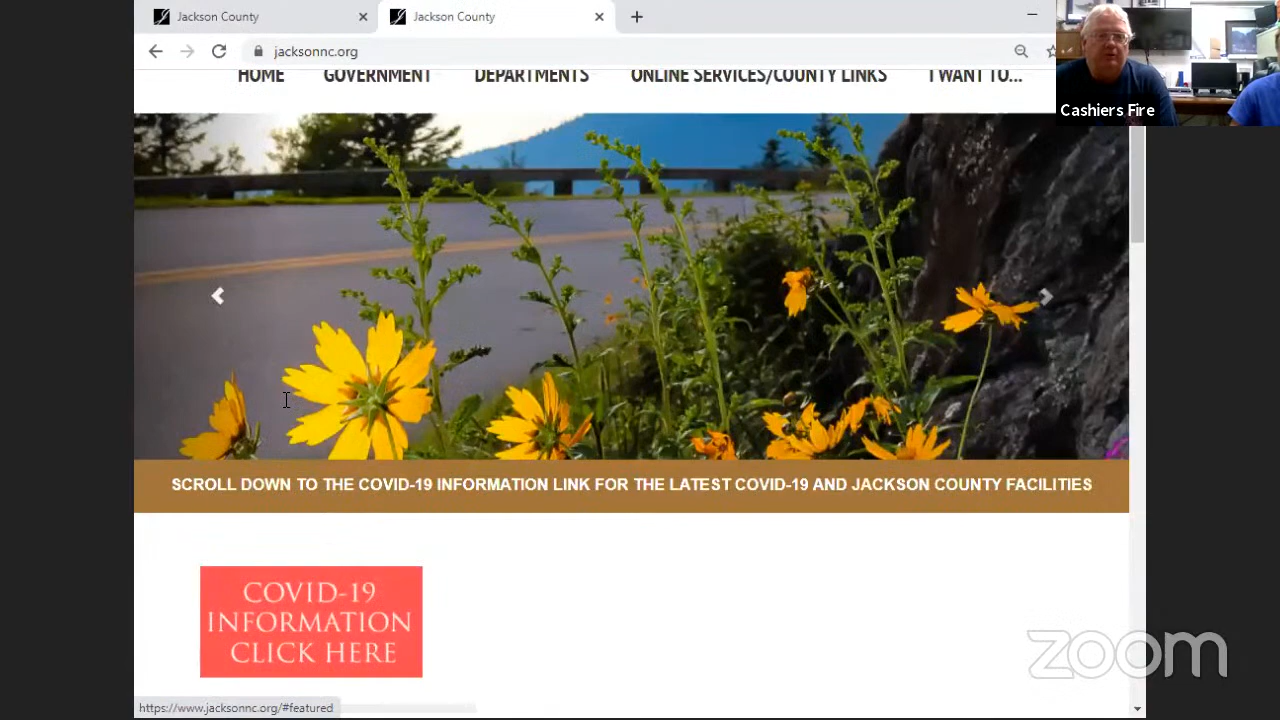 Jackson County
Jackson County
jacksonnc.org
HOME GOVERNMENT DEPARTMENTS ONLINE SERVICES/COUNTY LINKS I WANT TO...
Cashiers Fire
SCROLL DOWN TO THE COVID-19 INFORMATION LINK FOR THE LATEST COVID-19 AND JACKSON COUNTY FACILITIES
COVID-19
INFORMATION
CLICK HERE
zoom
https://www.jacksonnc.org/#featured